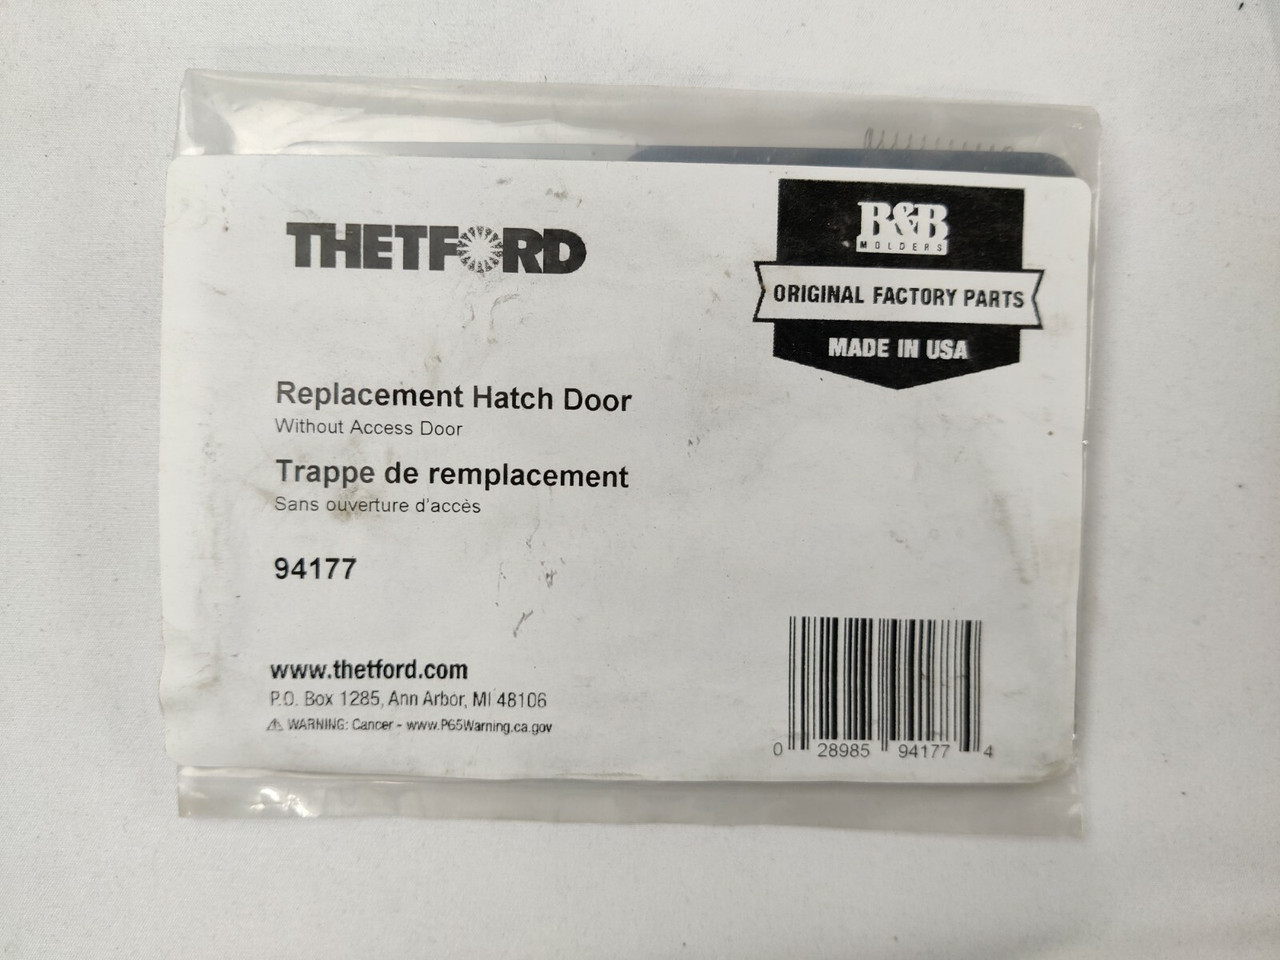 THETFORD
B&B
MOLDERS
ORIGINAL FACTORY PARTS
MADE IN USA
Replacement Hatch Door
Without Access Door
Trappe de remplacement
Sans ouverture d'accès
94177
www.thetford.com
P.O. Box 1285, Ann Arbor, MI 48106
⚠ WARNING: Cancer - www.P65Warning.ca.gov
0 28985 94177 4